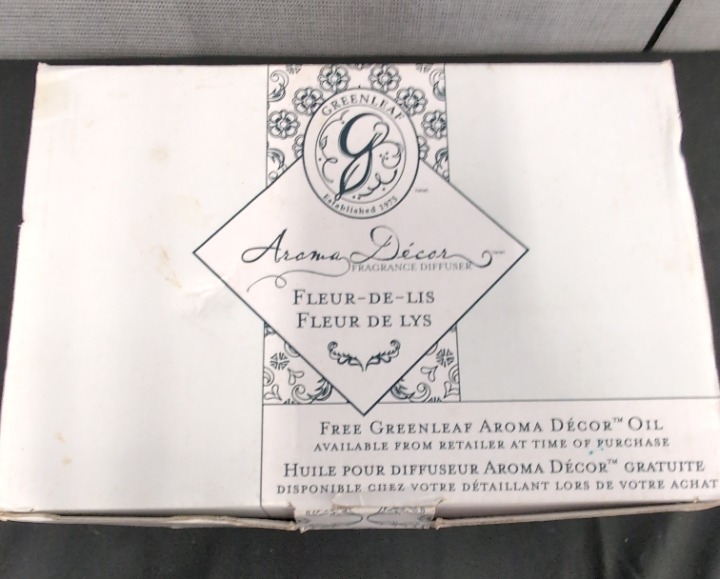 GREENLEAF
g
Established 1975
Aroma Décor
FRAGRANCE DIFFUSER
FLEUR-DE-LIS
FLEUR DE LYS
FREE GREENLEAF AROMA DÉCOR™ OIL
AVAILABLE FROM RETAILER AT TIME OF PURCHASE
HUILE POUR DIFFUSEUR AROMA DÉCOR™ GRATUITE
DISPONIBLE CHEZ VOTRE DÉTAILLANT LORS DE VOTRE ACHAT